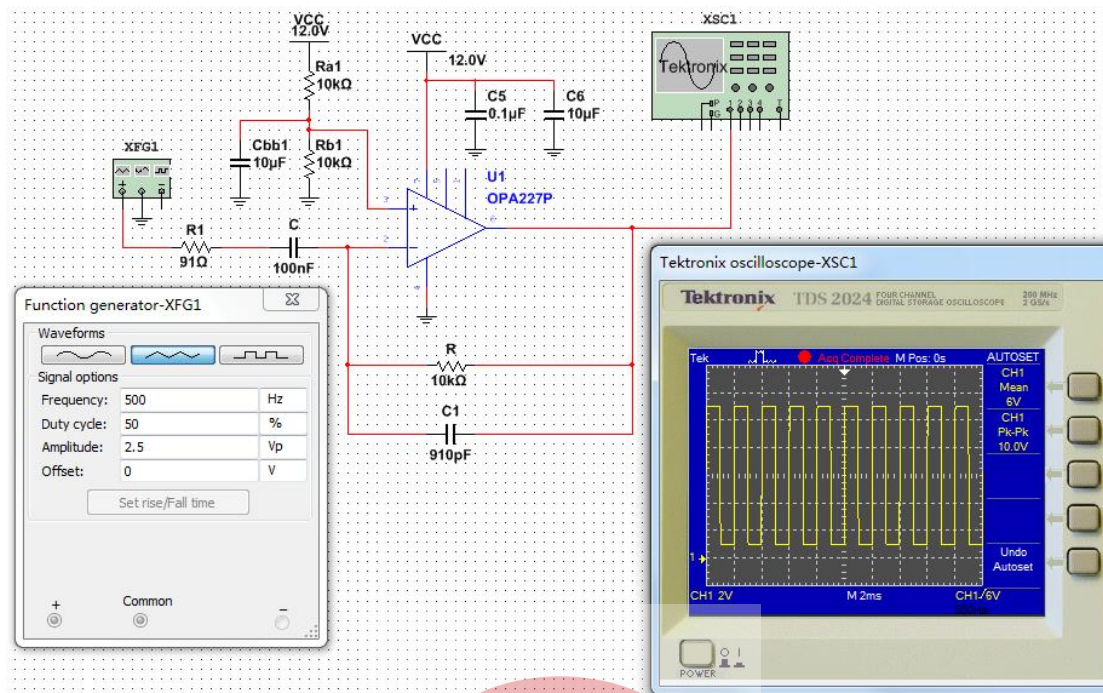 VCC
12.0V
Ra1
10kΩ
Cbb1
10µF
Rb1
10kΩ
VCC
12.0V
C5
0.1µF
C6
10µF
XSC1
Tektronix
P
G
1 2 3 4
T
XFG1
R1
91Ω
C
100nF
3
2
6
U1
OPA227P
R
10kΩ
C1
910pF
Function generator-XFG1
Waveforms
Signal options
Frequency: 500 Hz
Duty cycle: 50 %
Amplitude: 2.5 Vp
Offset: 0 V
Set rise/Fall time
+
Common
−
Tektronix oscilloscope-XSC1
Tektronix TDS 2024 FOUR CHANNEL DIGITAL STORAGE OSCILLOSCOPE 200 MHz 2 GS/s
Tek Acq Complete M Pos: 0s AUTOSET
CH1
Mean
6V
CH1
Pk-Pk
10.0V
1
Undo
Autoset
CH1 2V M 2ms CH1/6V
POWER